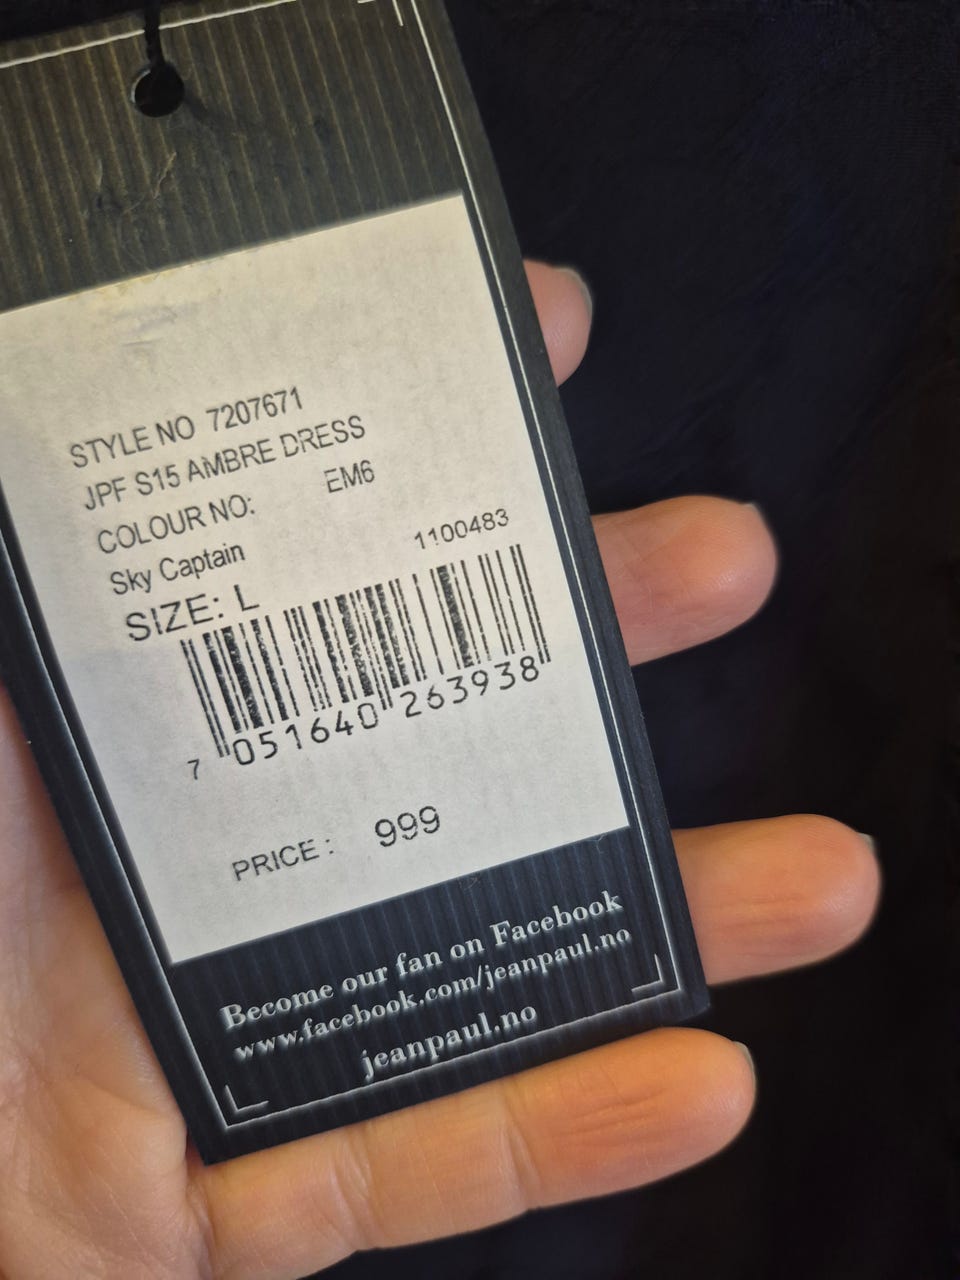 STYLE NO 7207671
JPF S15 AMBRE DRESS
COLOUR NO: EM6
Sky Captain 1100483
SIZE: L
7 051640 263938
PRICE : 999
Become our fan on Facebook
www.facebook.com/jeanpaul.no
jeanpaul.no